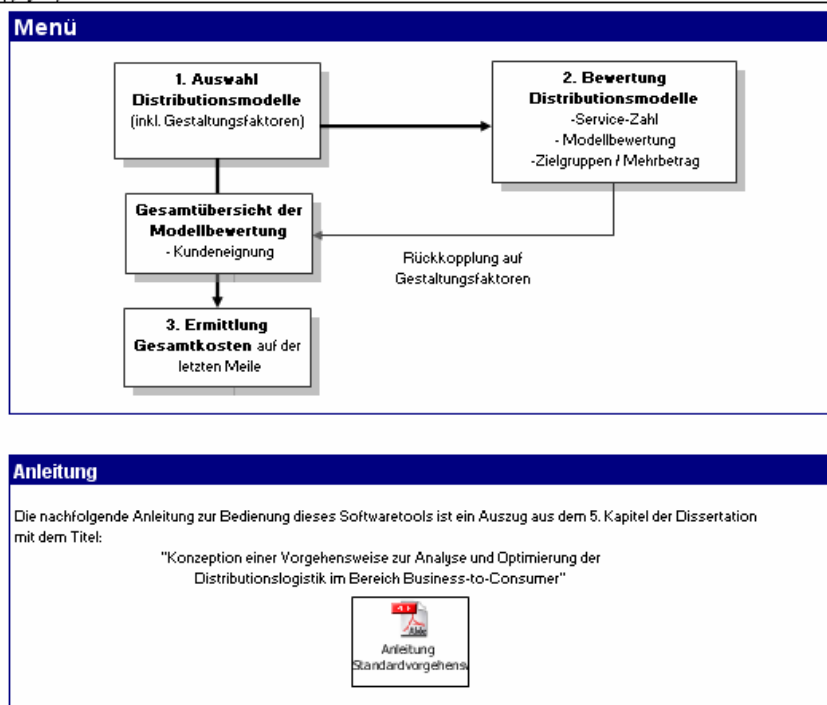 Menü
1. Auswahl
Distributionsmodelle
(inkl. Gestaltungsfaktoren)
2. Bewertung
Distributionsmodelle
-Service-Zahl
- Modellbewertung
-Zielgruppen / Mehrbetrag
Gesamtübersicht der
Modellbewertung
- Kundeneignung
Rückkopplung auf
Gestaltungsfaktoren
3. Ermittlung
Gesamtkosten auf der
letzten Meile
Anleitung
Die nachfolgende Anleitung zur Bedienung dieses Softwaretools ist ein Auszug aus dem 5. Kapitel der Dissertation
mit dem Titel:
"Konzeption einer Vorgehensweise zur Analyse und Optimierung der
Distributionslogistik im Bereich Business-to-Consumer"
Anleitung
Standardvorgehens